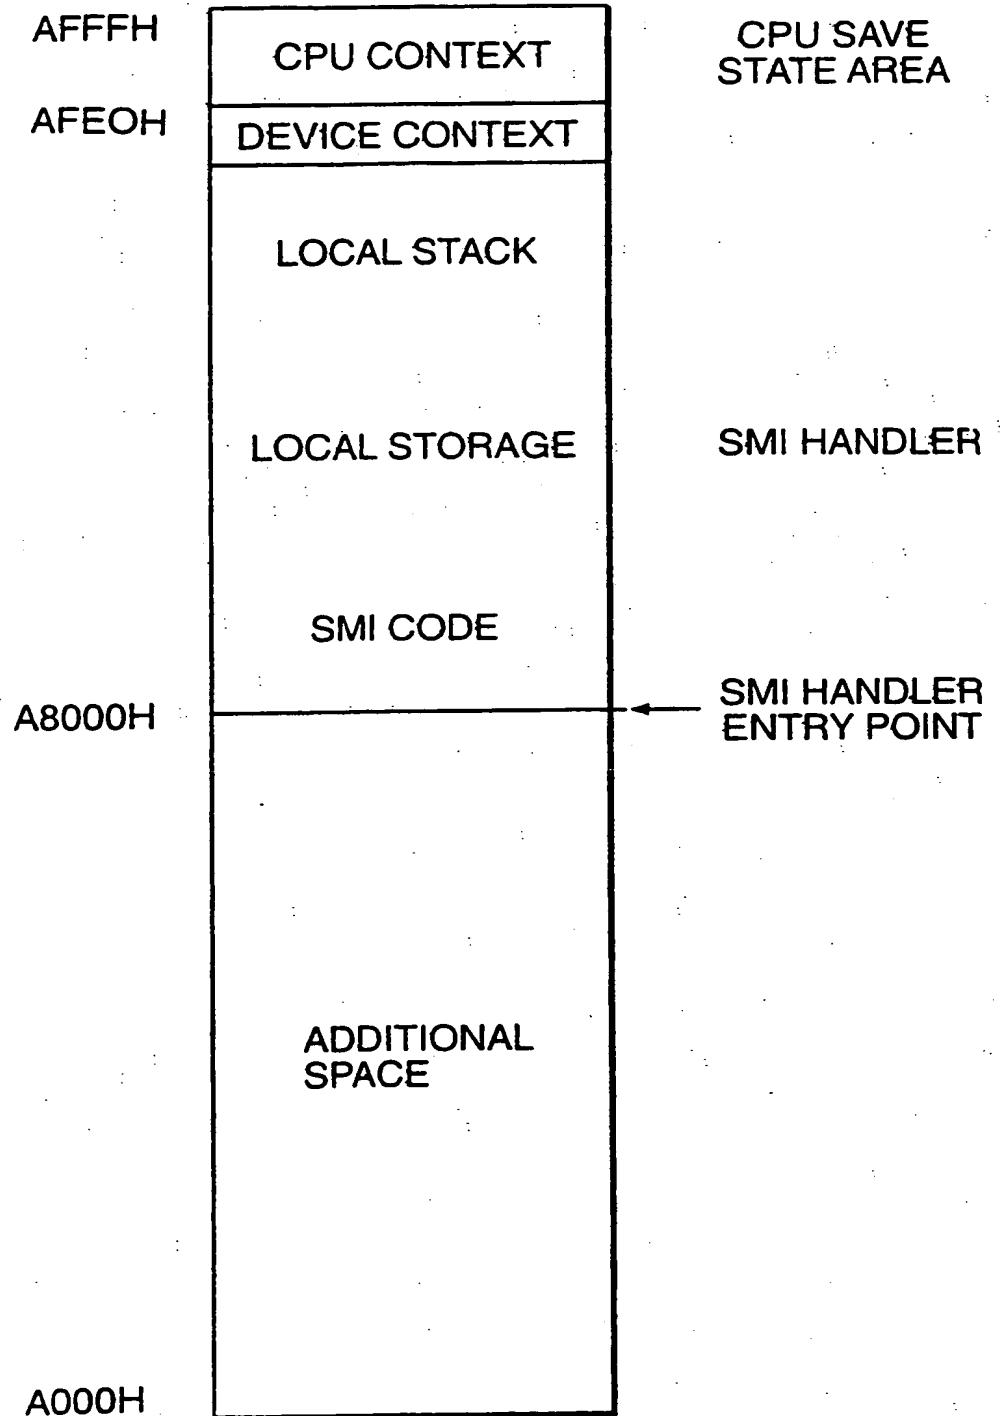 AFFFH
CPU CONTEXT
CPU SAVE
STATE AREA
AFEOH
DEVICE CONTEXT
LOCAL STACK
LOCAL STORAGE
SMI HANDLER
SMI CODE
A8000H
SMI HANDLER
ENTRY POINT
ADDITIONAL
SPACE
A000H